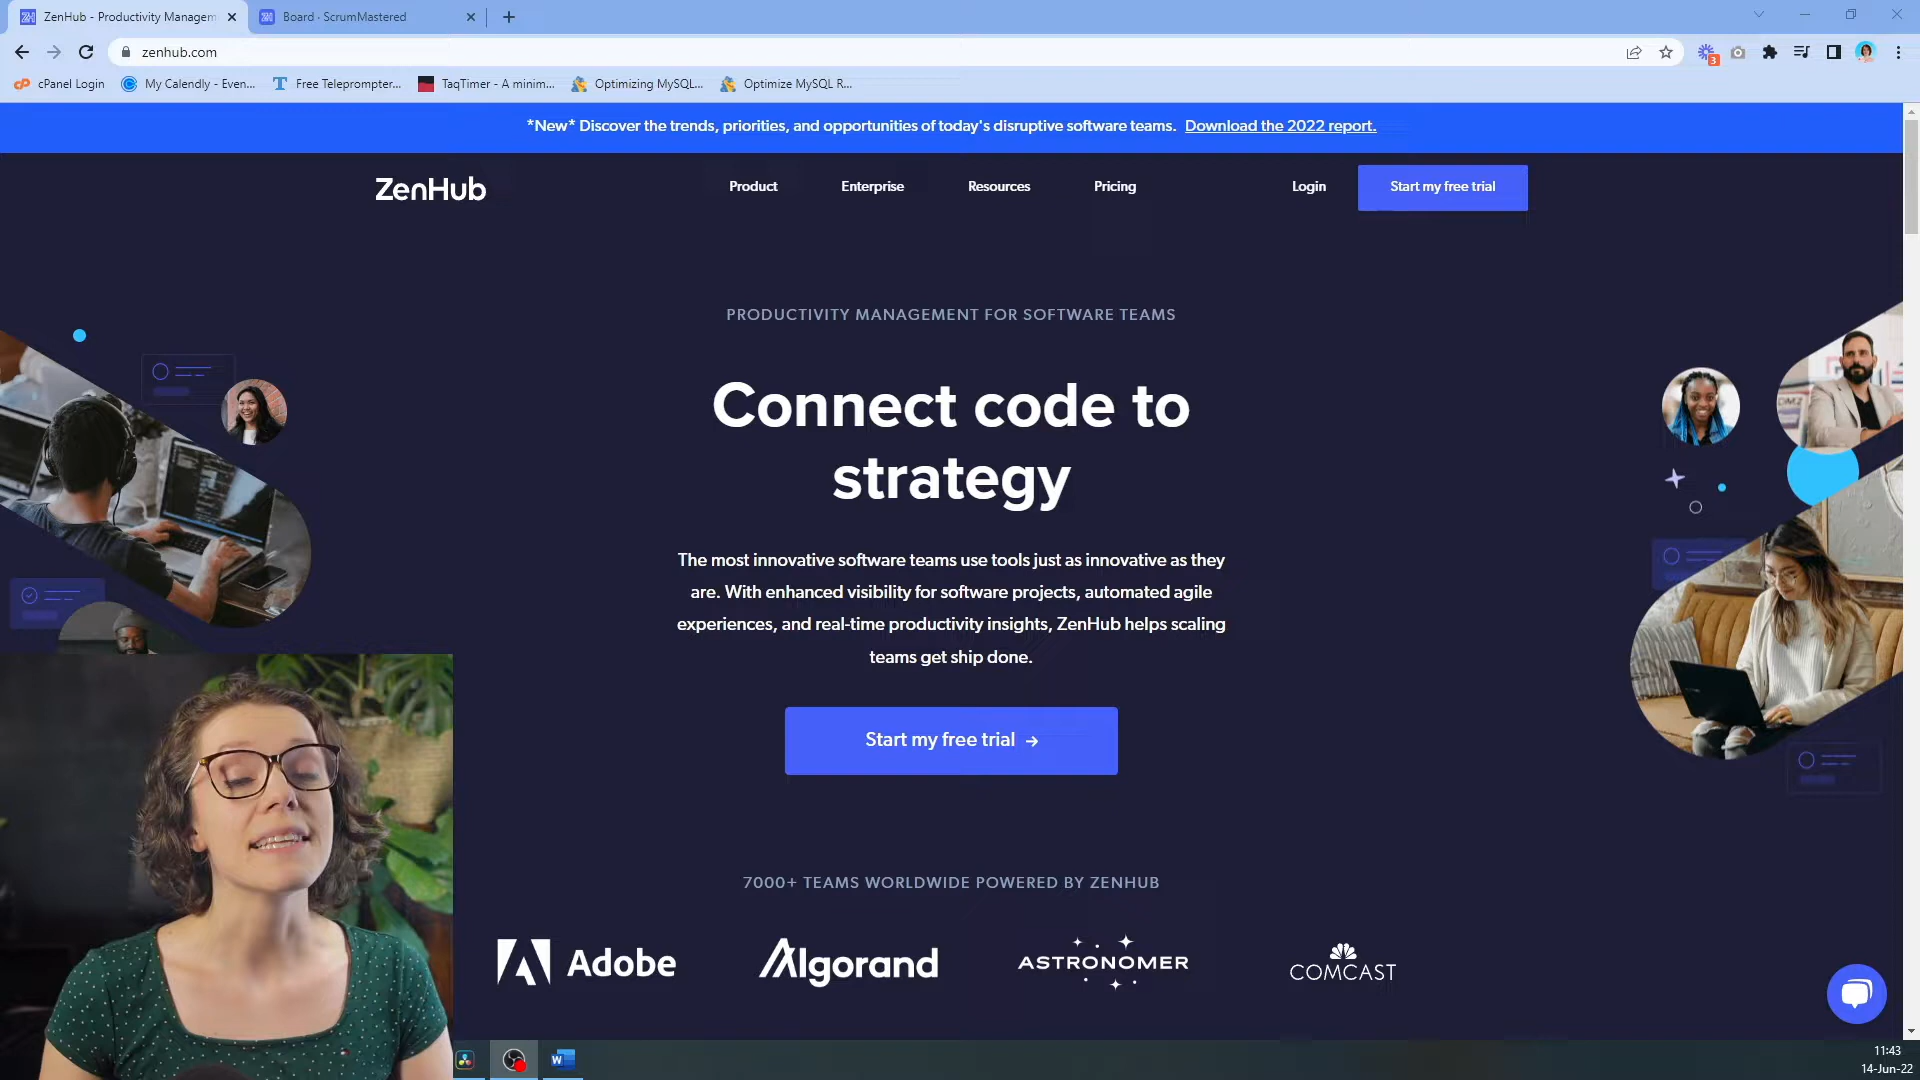 ZenHub - Productivity Managem
Board · ScrumMastered
zenhub.com
3
cPanel Login
My Calendly - Even...
Free Teleprompter...
TaqTimer - A minim...
Optimizing MySQL...
Optimize MySQL R...
*New* Discover the trends, priorities, and opportunities of today's disruptive software teams. Download the 2022 report.
ZenHub
Product
Enterprise
Resources
Pricing
Login
Start my free trial
PRODUCTIVITY MANAGEMENT FOR SOFTWARE TEAMS
Connect code to
strategy
The most innovative software teams use tools just as innovative as they
are. With enhanced visibility for software projects, automated agile
experiences, and real-time productivity insights, ZenHub helps scaling
teams get ship done.
Start my free trial →
7000+ TEAMS WORLDWIDE POWERED BY ZENHUB
Adobe
Algorand
ASTRONOMER
COMCAST
11:43
14-Jun-22